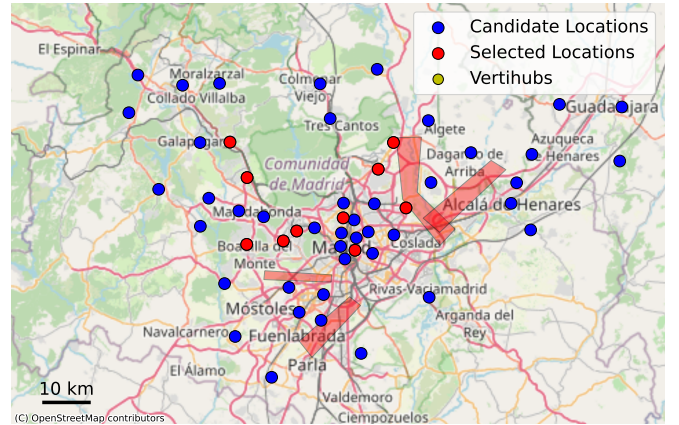 Candidate Locations
Selected Locations
Vertihubs
El Espinar
Moralzarzal
Collado Villalba
Colmenar
Viejo
Tres Cantos
Algete
Guadalajara
Azuqueca
de Henares
Daganzo de
Arriba
Galapagar
Comunidad
de Madrid
Alcalá de Henares
Majadahonda
Madrid
Coslada
Boadilla del
Monte
Rivas-Vaciamadrid
Móstoles
Arganda del
Rey
Navalcarnero
Fuenlabrada
El Álamo
Parla
Valdemoro
Ciempozuelos
10 km
(C) OpenStreetMap contributors